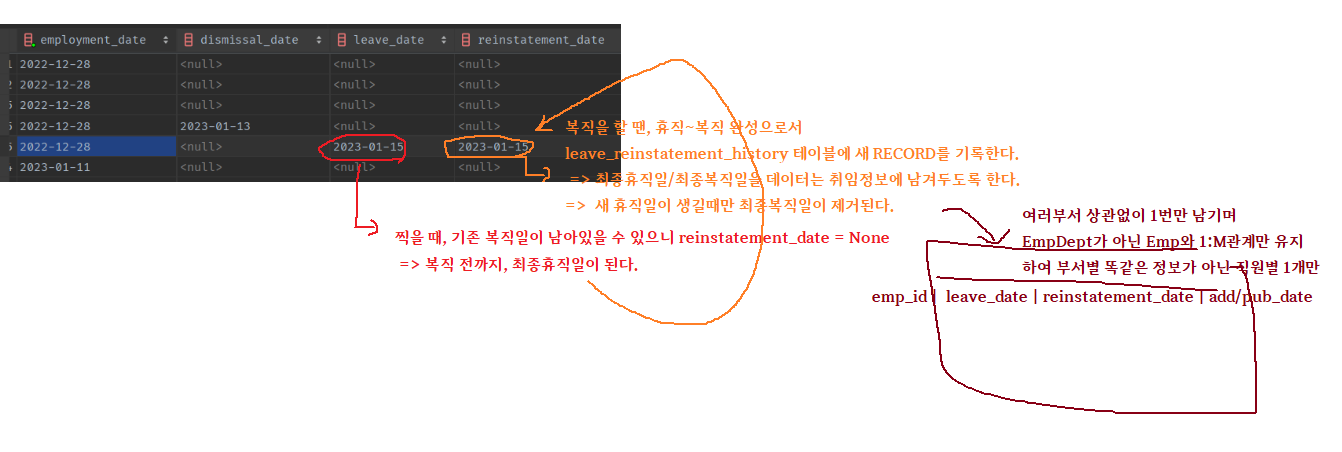 employment_date dismissal_date leave_date reinstatement_date
1 2022-12-28 <null> <null> <null>
2 2022-12-28 <null> <null> <null>
5 2022-12-28 <null> <null> <null>
5 2022-12-28 2023-01-13 <null> <null>
5 2022-12-28 <null> 2023-01-15 2023-01-15
2023-01-11 <null> <null> <null>
복직을 할 땐, 휴직~복직 완성으로서
leave_reinstatement_history 테이블에 새 RECORD를 기록한다.
=> 최종휴직일/최종복직일을 데이터는 취임정보에 남겨두도록 한다.
=> 새 휴직일이 생길때만 최종복직일이 제거된다.
찍을 때, 기존 복직일이 남아있을 수 있으니 reinstatement_date = None
=> 복직 전까지, 최종휴직일이 된다.
여러부서 상관없이 1번만 남기며
EmpDept가 아닌 Emp와 1:M관계만 유지
하여 부서별 똑같은 정보가 아닌 직원별 1개만
emp_id | leave_date | reinstatement_date | add/pub_date